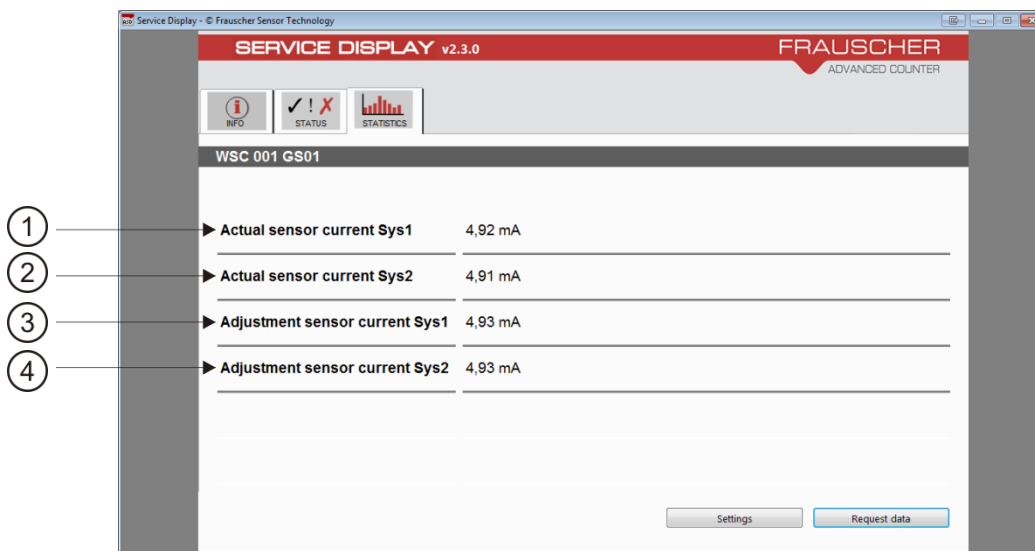 Service Display - © Frauscher Sensor Technology
SERVICE DISPLAY v2.3.0
FRAUSCHER
ADVANCED COUNTER
INFO
STATUS
STATISTICS
WSC 001 GS01
1 Actual sensor current Sys1 4,92 mA
2 Actual sensor current Sys2 4,91 mA
3 Adjustment sensor current Sys1 4,93 mA
4 Adjustment sensor current Sys2 4,93 mA
Settings
Request data